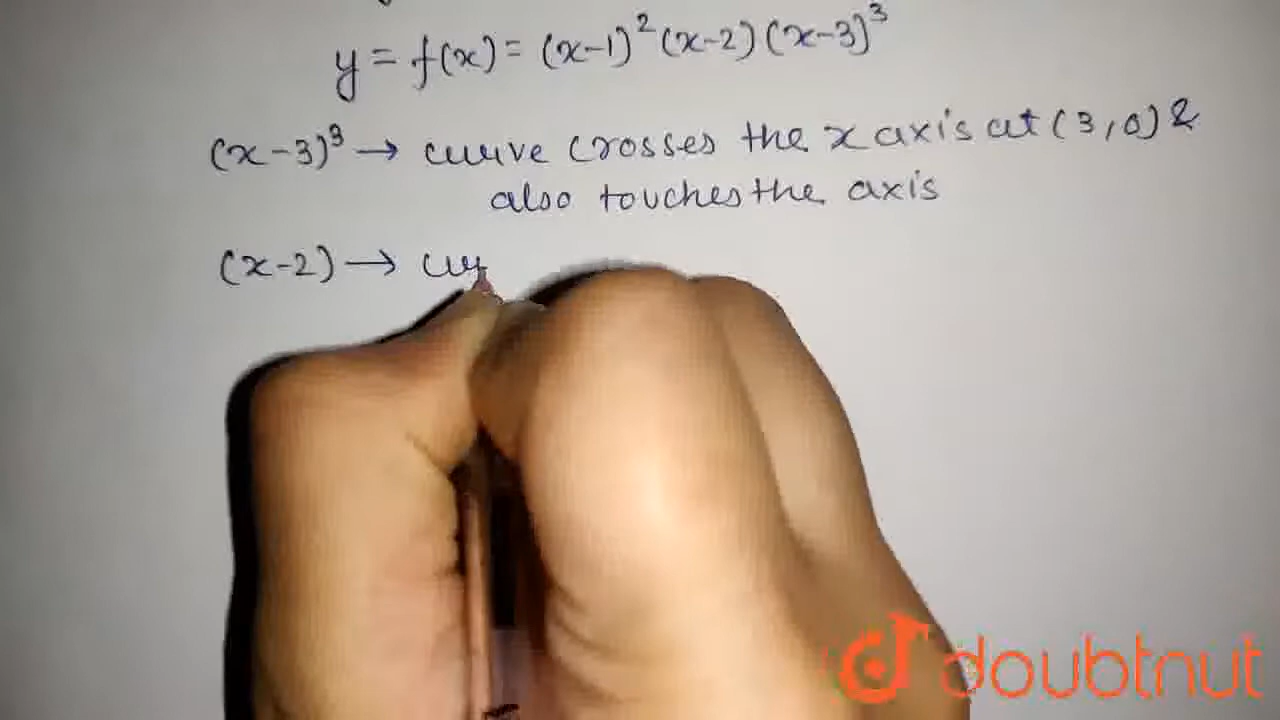 y = f(x) = (x-1)²(x-2)(x-3)³
(x-3)³ → curve crosses the x axis at (3,0) &
also touches the axis
(x-2) → cu
doubtnut